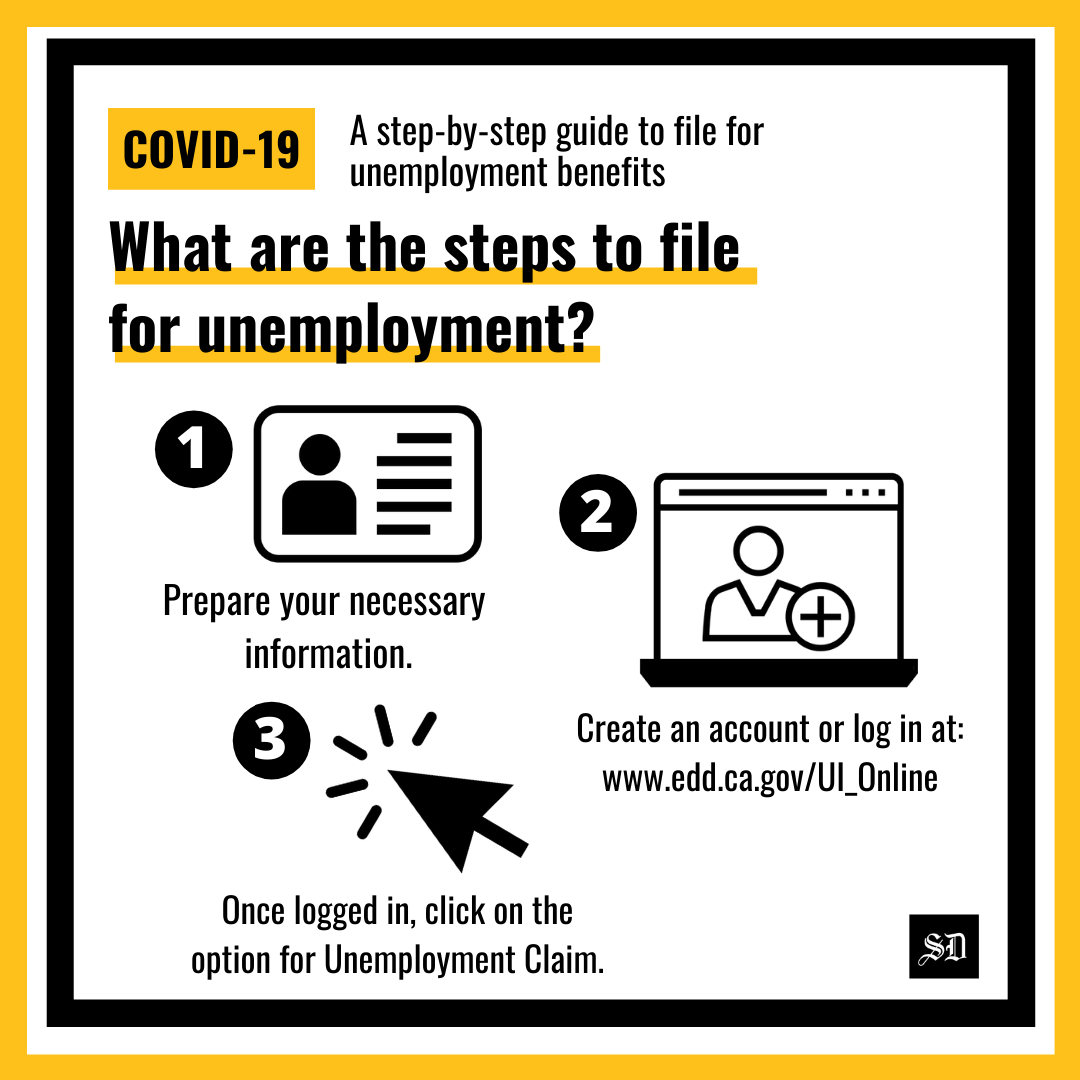 COVID-19
A step-by-step guide to file for
unemployment benefits
What are the steps to file
for unemployment?
1
Prepare your necessary
information.
2
Create an account or log in at:
www.edd.ca.gov/UI_Online
3
Once logged in, click on the
option for Unemployment Claim.
SD